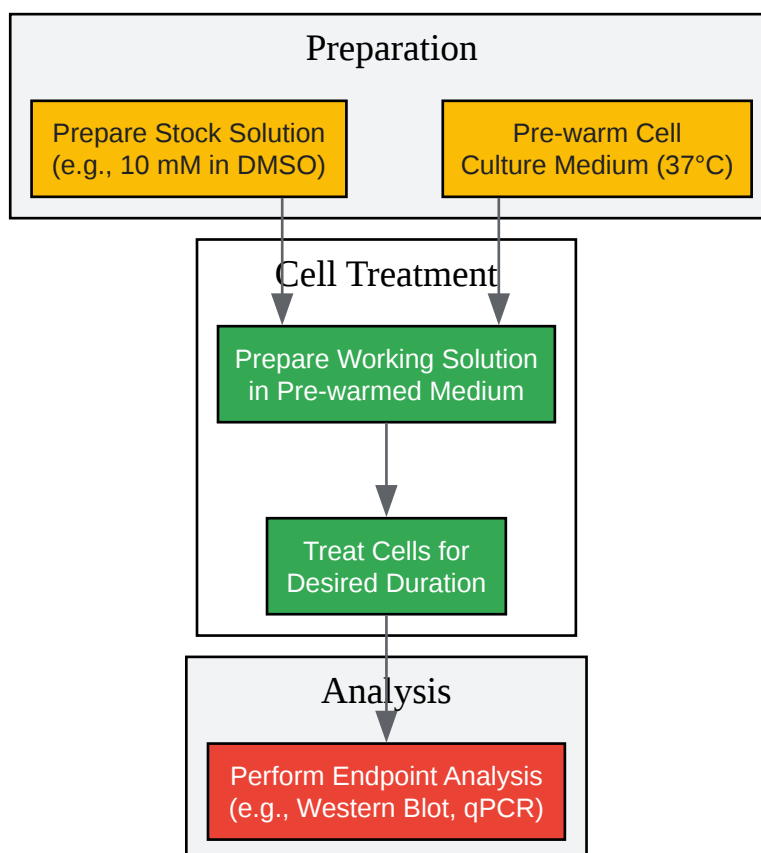 Preparation
Prepare Stock Solution
(e.g., 10 mM in DMSO)
Pre-warm Cell
Culture Medium (37°C)
Cell Treatment
Prepare Working Solution
in Pre-warmed Medium
Treat Cells for
Desired Duration
Analysis
Perform Endpoint Analysis
(e.g., Western Blot, qPCR)